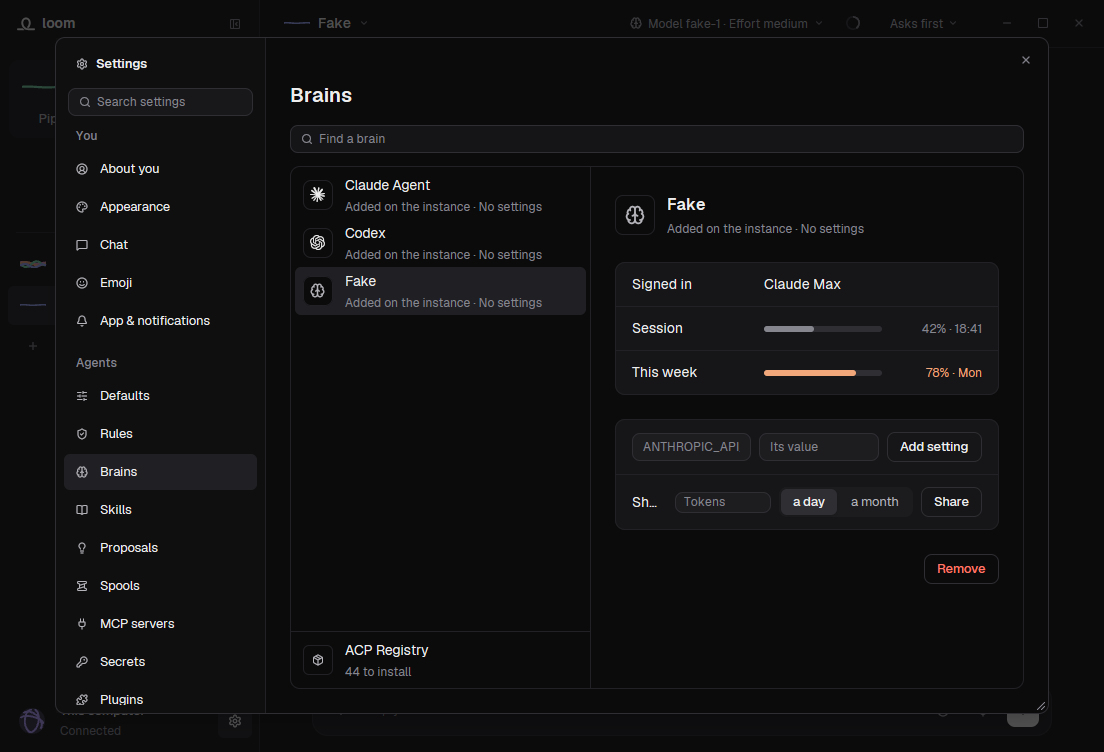 loom
Fake
Model fake-1 · Effort medium
Asks first
Settings
Search settings
You
About you
Appearance
Chat
Emoji
App & notifications
Agents
Defaults
Rules
Brains
Skills
Proposals
Spools
MCP servers
Secrets
Plugins
Connected
Brains
Find a brain
Claude Agent
Added on the instance · No settings
Codex
Added on the instance · No settings
Fake
Added on the instance · No settings
ACP Registry
44 to install
Fake
Added on the instance · No settings
Signed in Claude Max
Session 42% · 18:41
This week 78% · Mon
ANTHROPIC_API Its value Add setting
Sh... Tokens a day a month Share
Remove